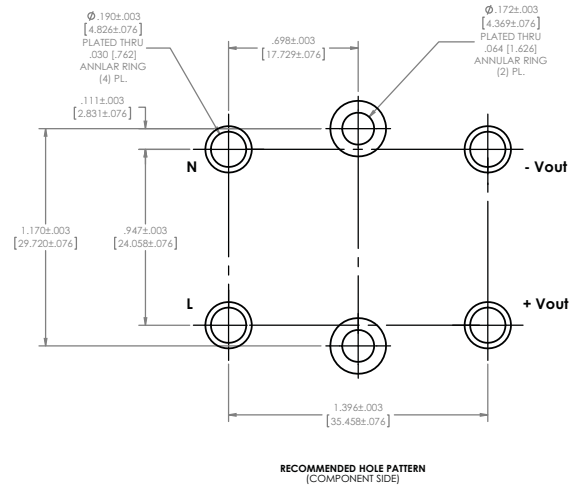 Ø.190±.003
[4.826±.076]
PLATED THRU
.030 [.762]
ANNLAR RING
(4) PL.
.698±.003
[17.729±.076]
Ø.172±.003
[4.369±.076]
PLATED THRU
.064 [1.626]
ANNULAR RING
(2) PL.
.111±.003
[2.831±.076]
N
- Vout
1.170±.003
[29.720±.076]
.947±.003
[24.058±.076]
L
+ Vout
1.396±.003
[35.458±.076]
RECOMMENDED HOLE PATTERN
(COMPONENT SIDE)